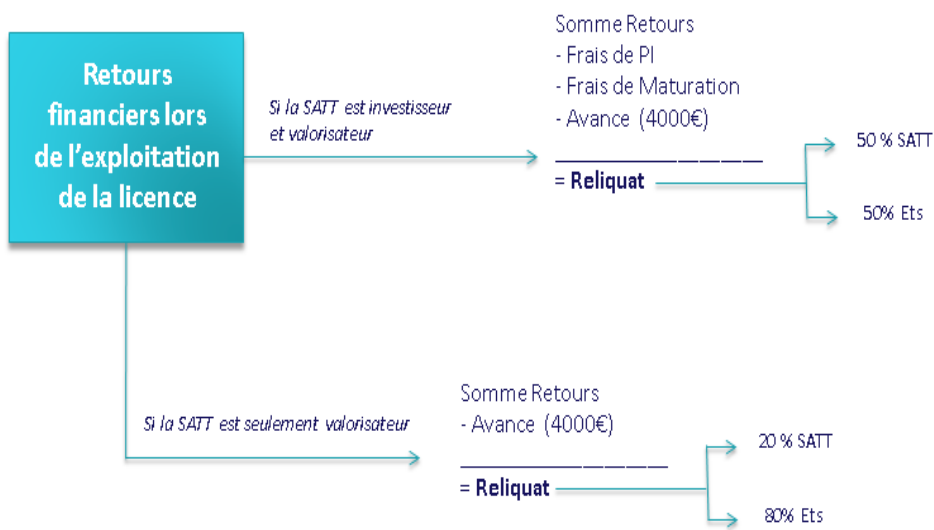 Retours
financiers lors
de l'exploitation
de la licence
Si la SATT est investisseur
et valorisateur
Somme Retours
- Frais de PI
- Frais de Maturation
- Avance (4000€)
= Reliquat
50 % SATT
50% Ets
Si la SATT est seulement valorisateur
Somme Retours
- Avance (4000€)
= Reliquat
20 % SATT
80% Ets